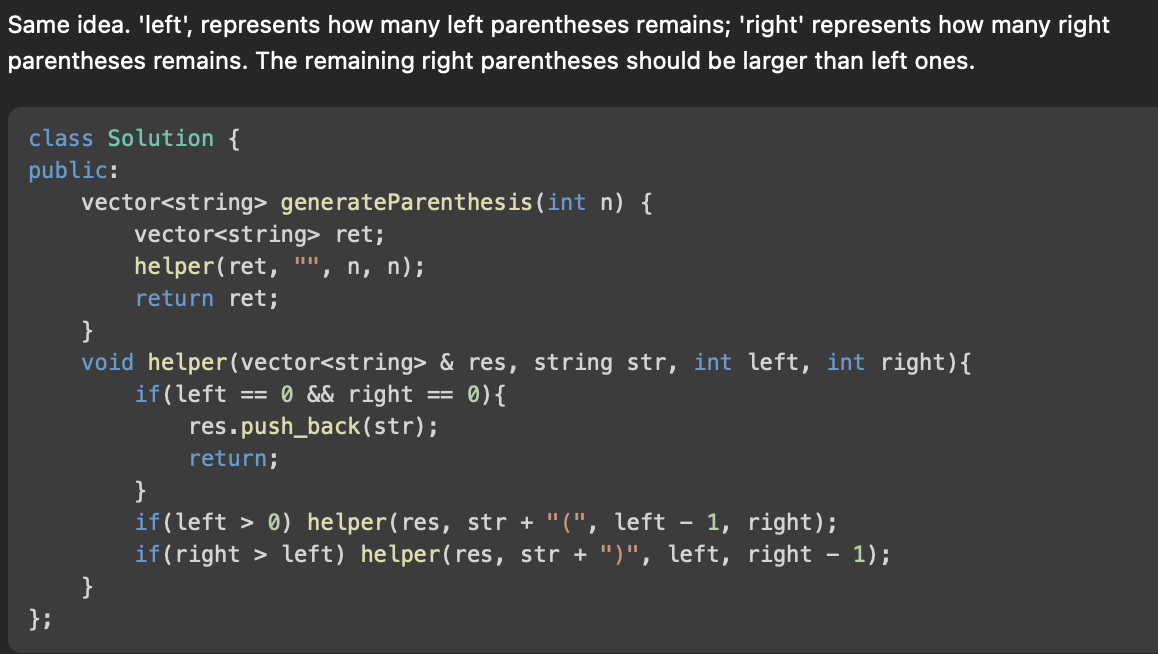 Same idea. 'left', represents how many left parentheses remains; 'right' represents how many right
parentheses remains. The remaining right parentheses should be larger than left ones.
class Solution {
public:
    vector<string> generateParenthesis(int n) {
        vector<string> ret;
        helper(ret, "", n, n);
        return ret;
    }
    void helper(vector<string> & res, string str, int left, int right){
        if(left == 0 && right == 0){
            res.push_back(str);
            return;
        }
        if(left > 0) helper(res, str + "(", left - 1, right);
        if(right > left) helper(res, str + ")", left, right - 1);
    }
};